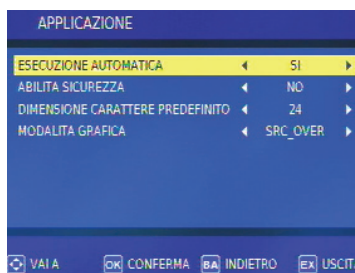 APPLICAZIONE
ESECUZIONE AUTOMATICA SI
ABILITA SICUREZZA NO
DIMENSIONE CARATTERE PREDEFINITO 24
MODALITA GRAFICA SRC_OVER
VAI A OK CONFERMA BA INDIETRO EX USCITA